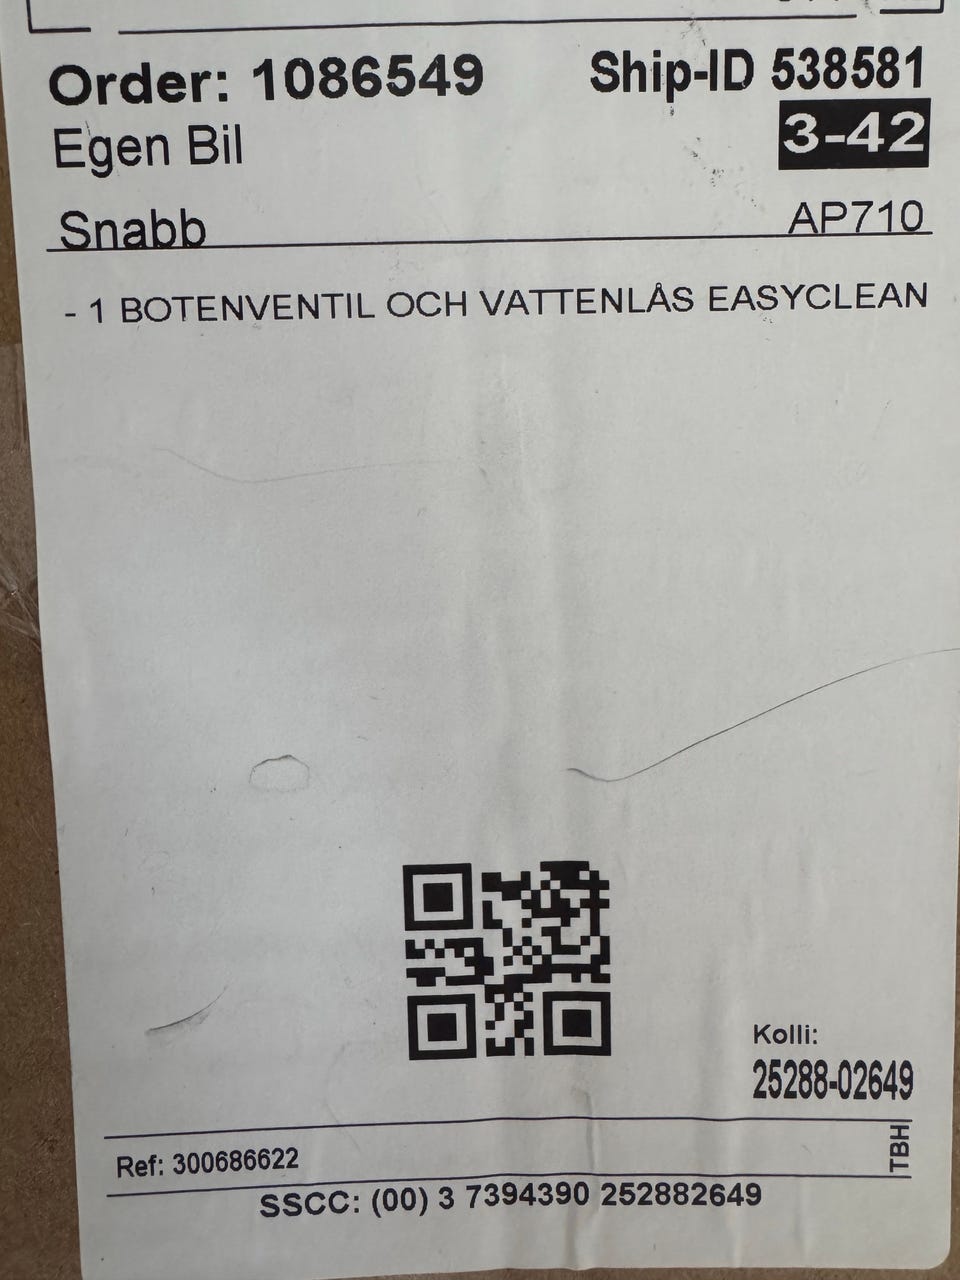 Order: 1086549 Ship-ID 538581
Egen Bil 3-42
Snabb AP710
- 1 BOTENVENTIL OCH VATTENLÅS EASYCLEAN
Kolli:
25288-02649
TBH
Ref: 300686622
SSCC: (00) 3 7394390 252882649